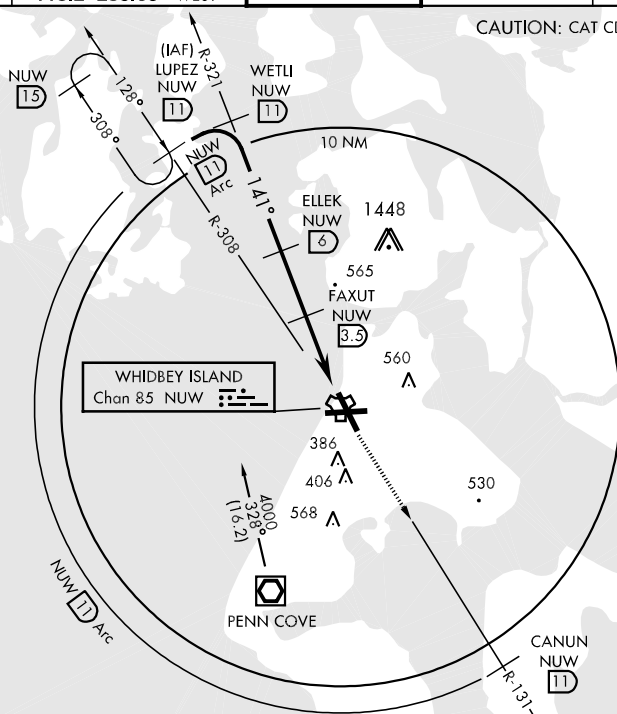 WEST
CAUTION: CAT
(IAF)
LUPEZ
NUW
11
R-321
WETLI
NUW
11
NUW
15
128°
308°
NUW
11
Arc
10 NM
141°
R-308
ELLEK
NUW
6
1448
565
FAXUT
NUW
3.5
560
WHIDBEY ISLAND
Chan 85 NUW
386
406
568
530
4000
328°
(16.2)
PENN COVE
NUW
11
Arc
CANUN
NUW
11
R-131